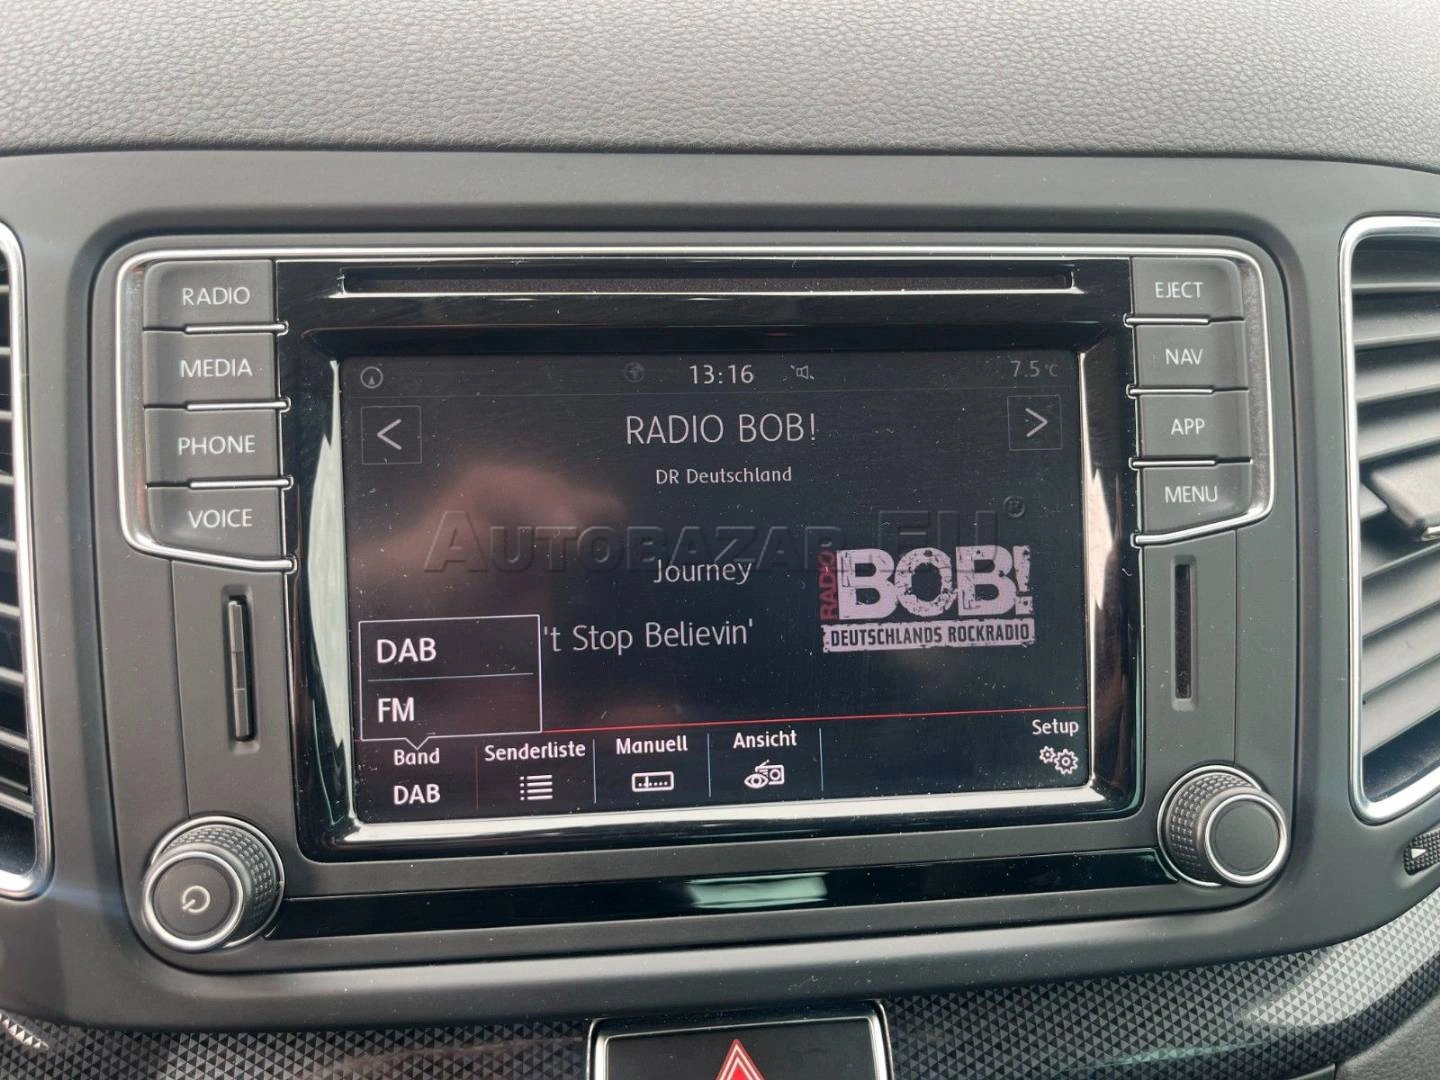 RADIO
MEDIA
PHONE
VOICE
EJECT
NAV
APP
MENU
13:16
7.5°C
<
RADIO BOB!
>
DR Deutschland
AUTOBAZAR.EU®
Journey
't Stop Believin'
RADIO BOB!
DEUTSCHLANDS ROCKRADIO
DAB
FM
Band
DAB
Senderliste
Manuell
Ansicht
Setup